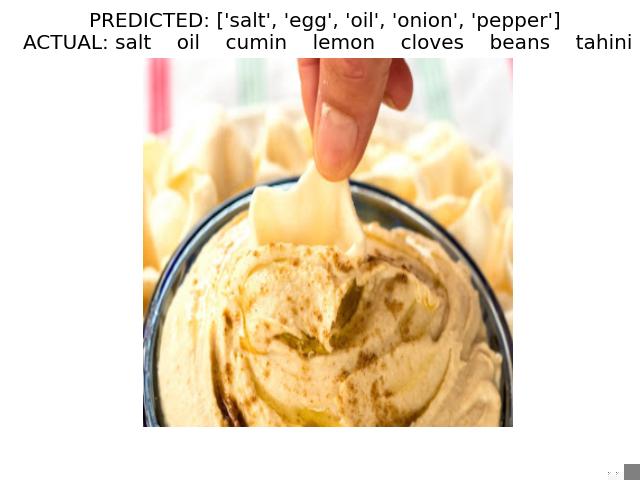 PREDICTED: ['salt', 'egg', 'oil', 'onion', 'pepper']
ACTUAL: salt oil cumin lemon cloves beans tahini